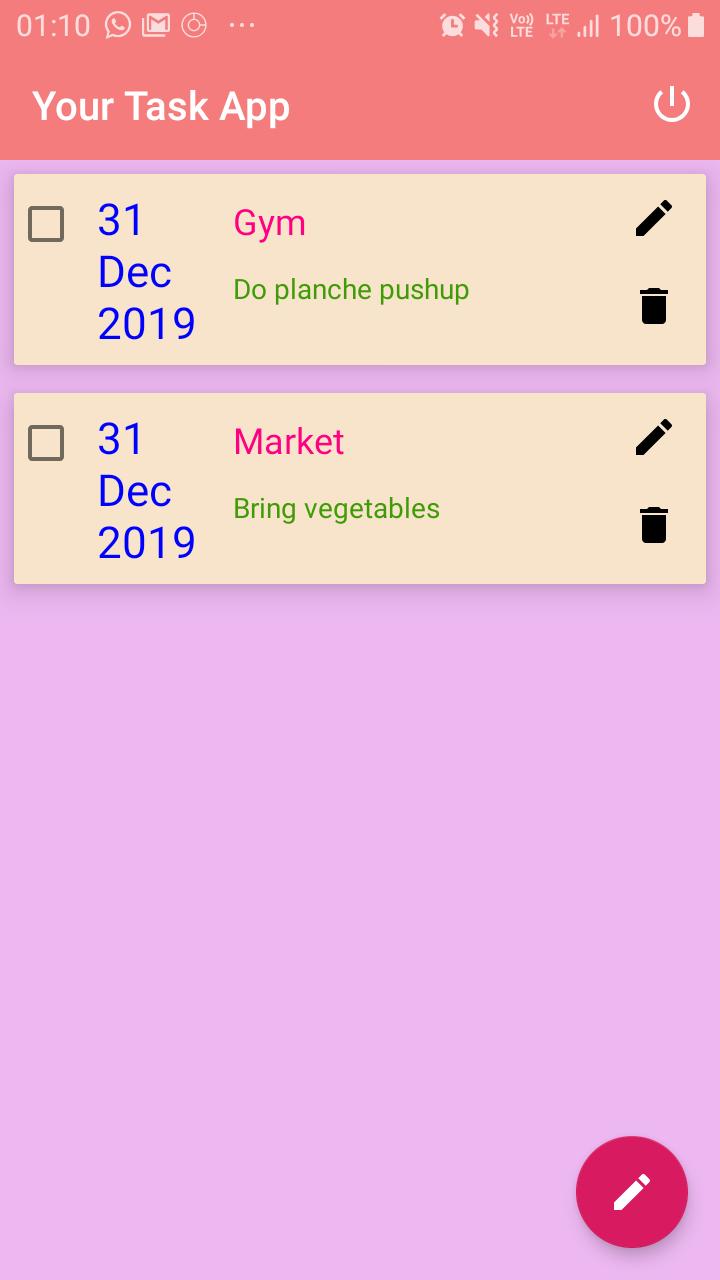 01:10 Vo)) LTE LTE 100%
Your Task App
31 Dec 2019
Gym
Do planche pushup
31 Dec 2019
Market
Bring vegetables